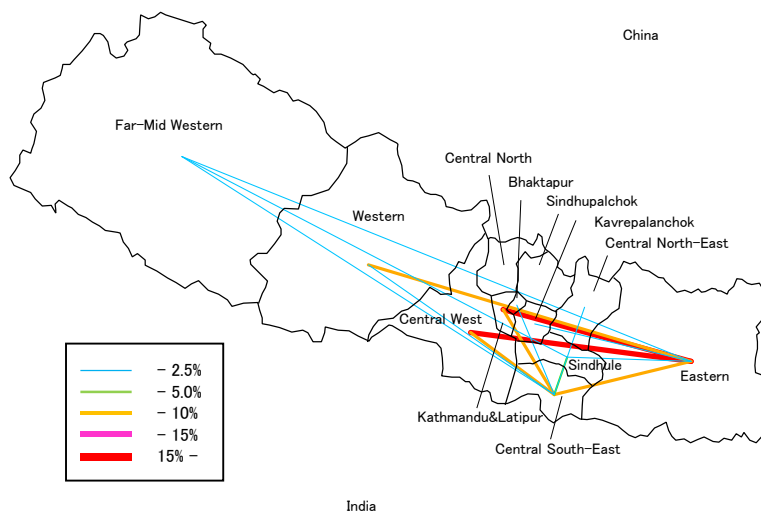 China
Far-Mid Western
Central North
Bhaktapur
Sindhupalchok
Kavrepalanchok
Central North-East
Western
Central West
Sindhule
Eastern
Kathmandu&Latipur
Central South-East
- 2.5%
- 5.0%
- 10%
- 15%
15% -
India